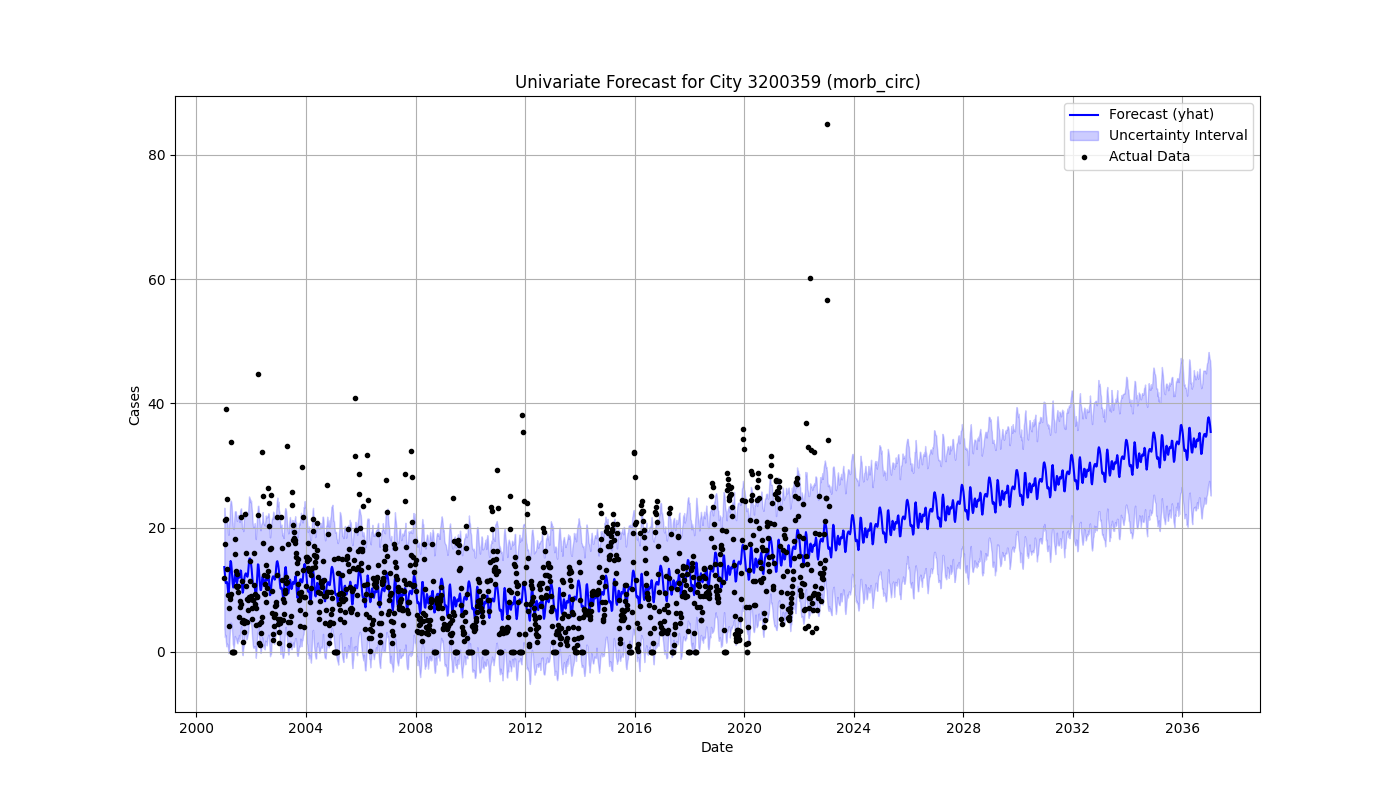 Univariate Forecast for City 3200359 (morb_circ)
Forecast (yhat)
Uncertainty Interval
Actual Data
Cases
80
60
40
20
0
2000 2004 2008 2012 2016 2020 2024 2028 2032 2036
Date